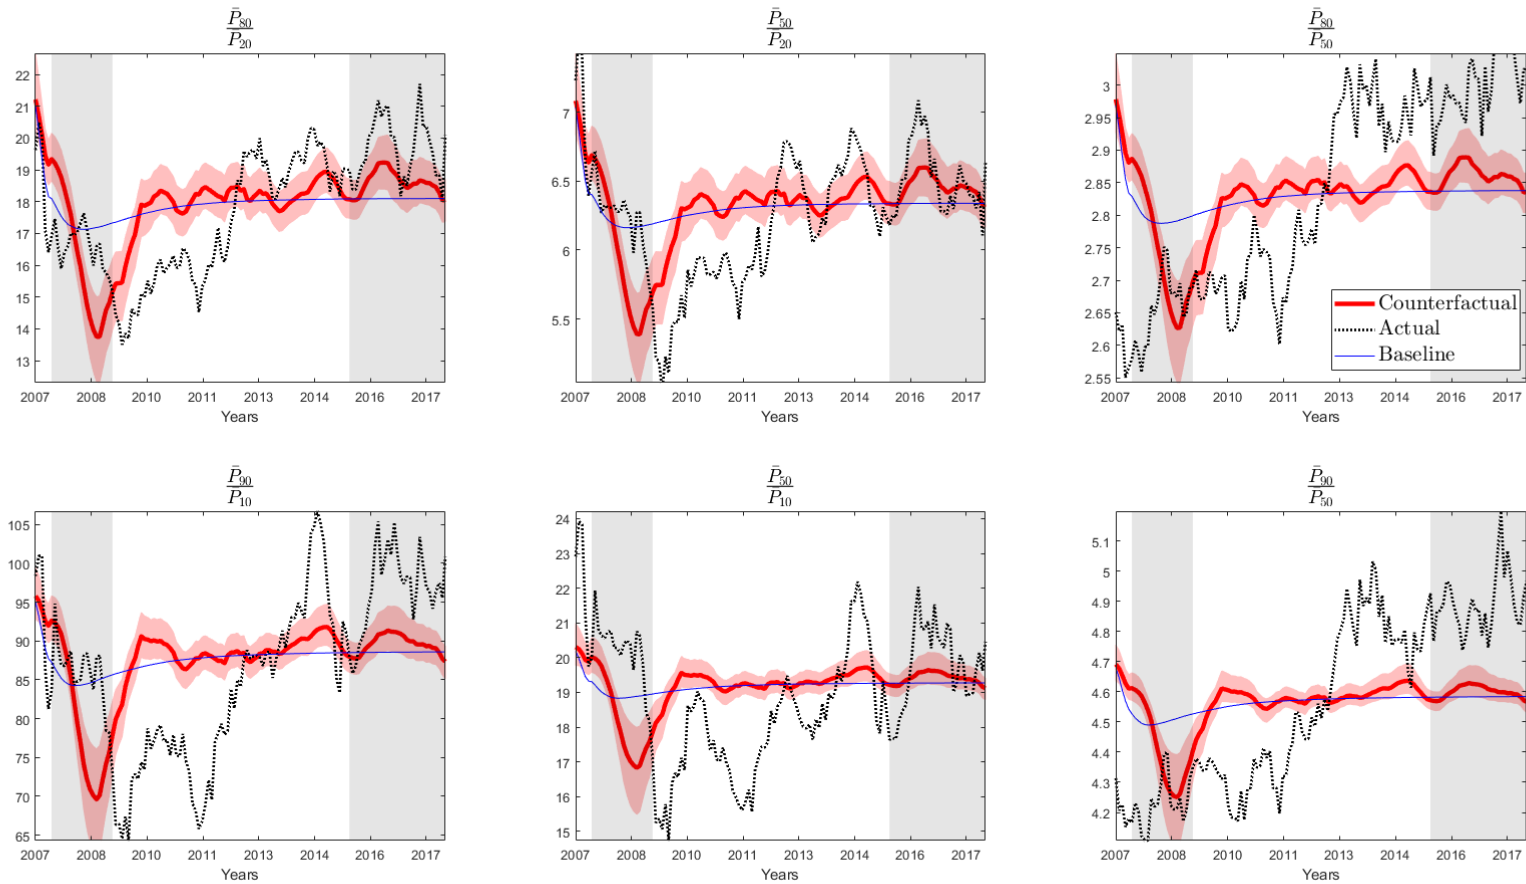 P̄80 / P̄20
22
21
20
19
18
17
16
15
14
13
2007 2008 2010 2011 2013 2014 2016 2017
Years
P̄50 / P̄20
7
6.5
6
5.5
2007 2008 2010 2011 2013 2014 2016 2017
Years
P̄80 / P̄50
3
2.95
2.9
2.85
2.8
2.75
2.7
2.65
2.6
2.55
2007 2008 2010 2011 2013 2014 2016 2017
Years
Counterfactual
Actual
Baseline
P̄90 / P̄10
105
100
95
90
85
80
75
70
65
2007 2008 2010 2011 2013 2014 2016 2017
Years
P̄50 / P̄10
24
23
22
21
20
19
18
17
16
15
2007 2008 2010 2011 2013 2014 2016 2017
Years
P̄90 / P̄50
5.1
5
4.9
4.8
4.7
4.6
4.5
4.4
4.3
4.2
2007 2008 2010 2011 2013 2014 2016 2017
Years